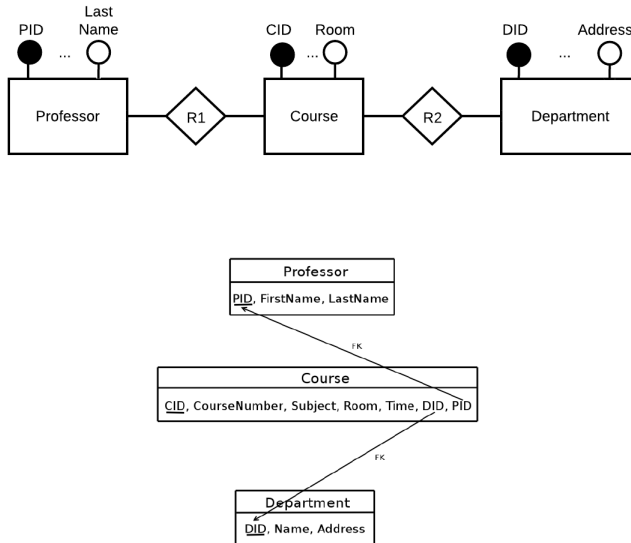 Last
PID Name CID Room DID Address
... ... ...
Professor R1 Course R2 Department
Professor
PID, FirstName, LastName
FK
Course
CID, CourseNumber, Subject, Room, Time, DID, PID
FK
Department
DID, Name, Address